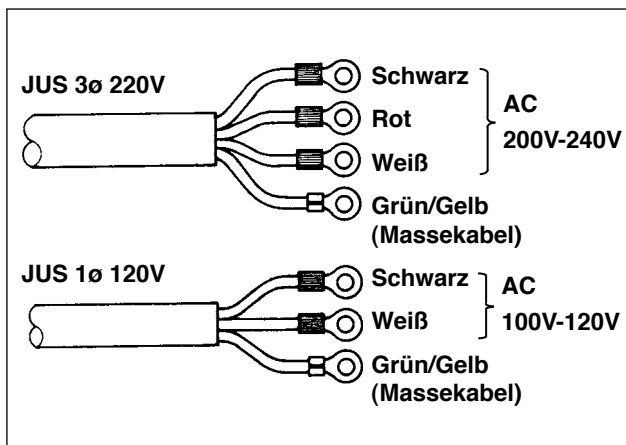 JUS 3ø 220V
Schwarz
Rot
Weiß
Grün/Gelb
(Massekabel)
AC
200V-240V
JUS 1ø 120V
Schwarz
Weiß
Grün/Gelb
(Massekabel)
AC
100V-120V